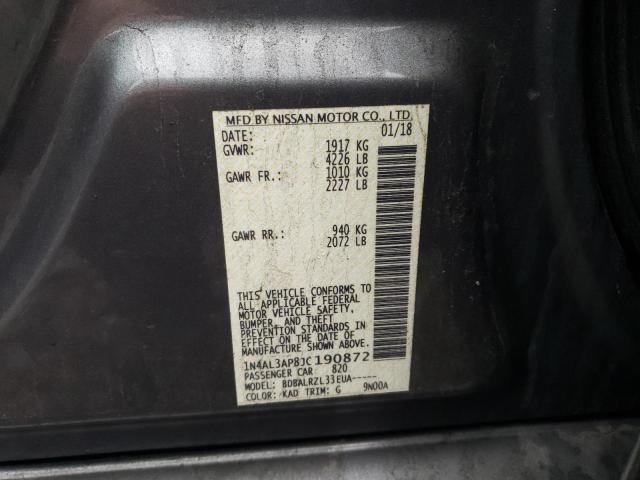 MFD BY NISSAN MOTOR CO., LTD.
DATE: 01/18
GVWR: 1917 KG
4226 LB
GAWR FR.: 1010 KG
2227 LB
GAWR RR.: 940 KG
2072 LB
THIS VEHICLE CONFORMS TO
ALL APPLICABLE FEDERAL
MOTOR VEHICLE SAFETY,
BUMPER, AND THEFT
PREVENTION STANDARDS IN
EFFECT ON THE DATE OF
MANUFACTURE SHOWN ABOVE.
1N4AL3AP8JC190872
PASSENGER CAR 820
MODEL: BDBALRZL33EUA-----
COLOR: KAD TRIM: G 9N00A